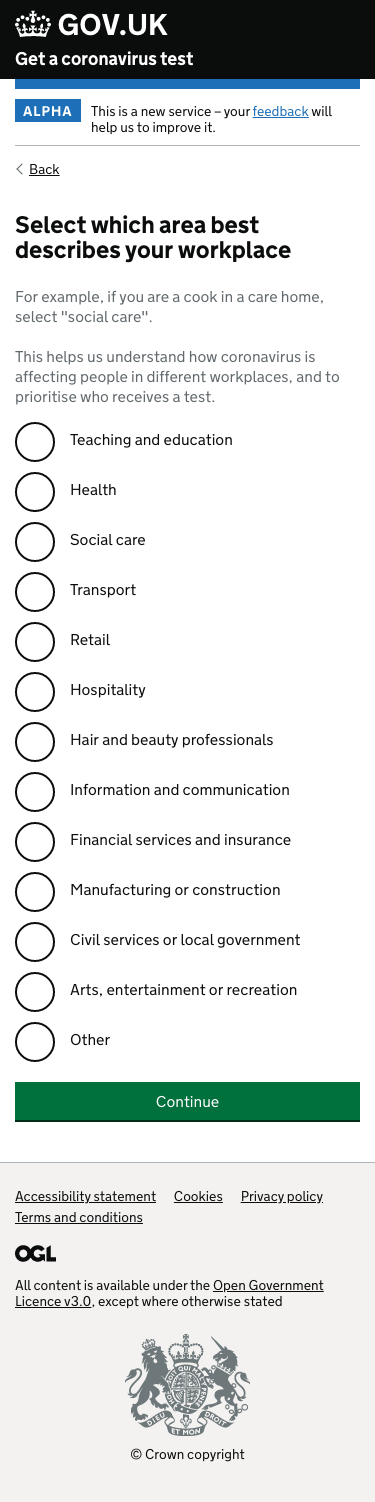 GOV.UK
Get a coronavirus test
ALPHA
This is a new service – your feedback will
help us to improve it.
Back
Select which area best
describes your workplace
For example, if you are a cook in a care home,
select "social care".
This helps us understand how coronavirus is
affecting people in different workplaces, and to
prioritise who receives a test.
Teaching and education
Health
Social care
Transport
Retail
Hospitality
Hair and beauty professionals
Information and communication
Financial services and insurance
Manufacturing or construction
Civil services or local government
Arts, entertainment or recreation
Other
Continue
Accessibility statement Cookies Privacy policy
Terms and conditions
OGL
All content is available under the Open Government
Licence v3.0, except where otherwise stated
DIEU ET MON DROIT
© Crown copyright